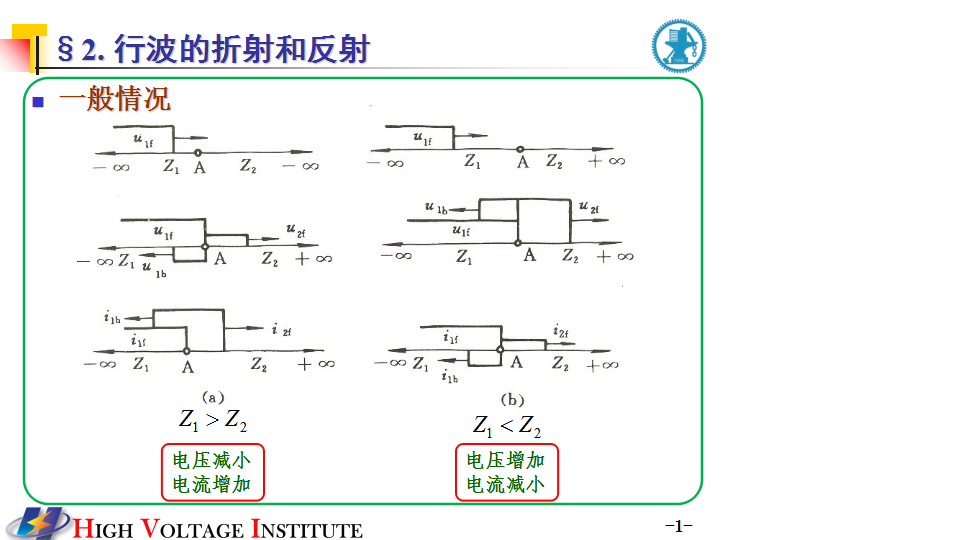 §2. 行波的折射和反射
一般情况
u1f
− ∞ Z1 A Z2 − ∞
u1f
− ∞ Z1 A Z2 + ∞
u1f u2f
− ∞ Z1 u1b A Z2 + ∞
u1b u2f
u1f
−∞ Z1 A Z2 + ∞
i1b i2f
i1f
−∞ Z1 A Z2 + ∞
i1f i2f
−∞ Z1 i1b A Z2 +∞
(a)
Z1 > Z2
电压减小
电流增加
(b)
Z1 < Z2
电压增加
电流减小
HIGH VOLTAGE INSTITUTE
-1-